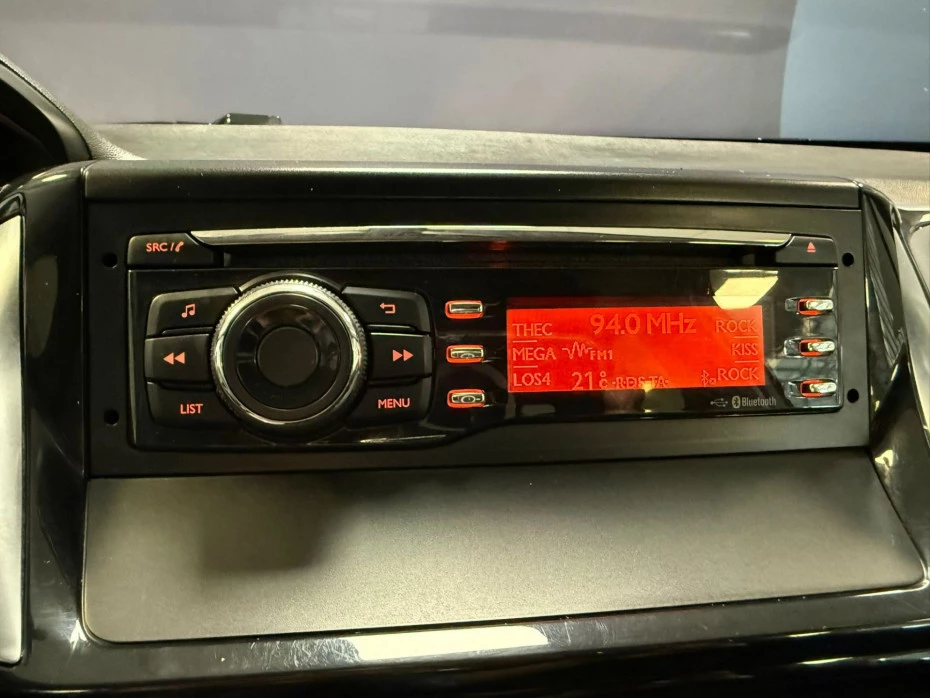 SRC /
THEC 94.0 MHz ROCK
MEGA FM1 KISS
LOS4 21°C RDS TA ROCK
LIST MENU
Bluetooth